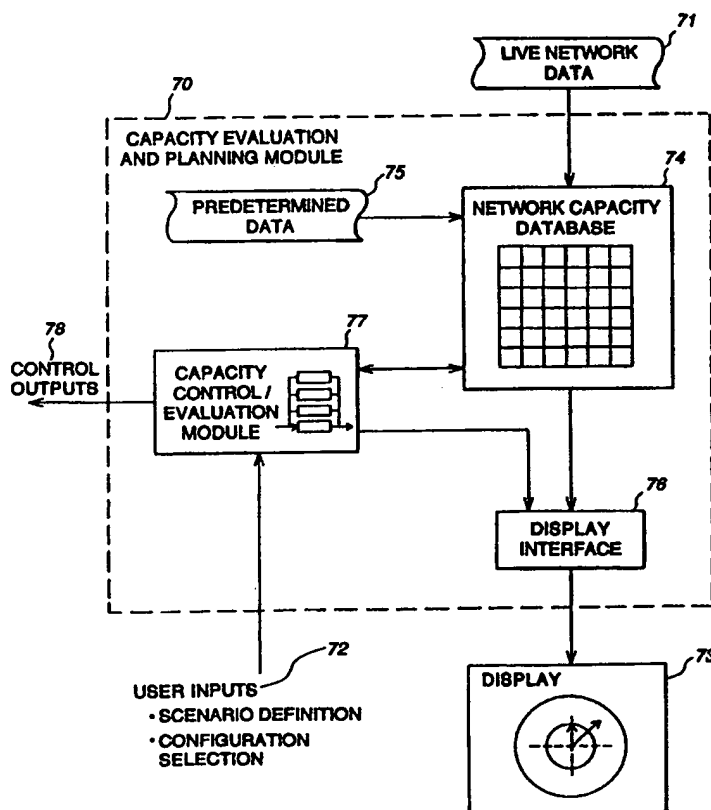 71
LIVE NETWORK
DATA
70
CAPACITY EVALUATION
AND PLANNING MODULE
75
PREDETERMINED
DATA
74
NETWORK CAPACITY
DATABASE
78
CONTROL
OUTPUTS
77
CAPACITY
CONTROL /
EVALUATION
MODULE
76
DISPLAY
INTERFACE
72
USER INPUTS
• SCENARIO DEFINITION
• CONFIGURATION
SELECTION
73
DISPLAY